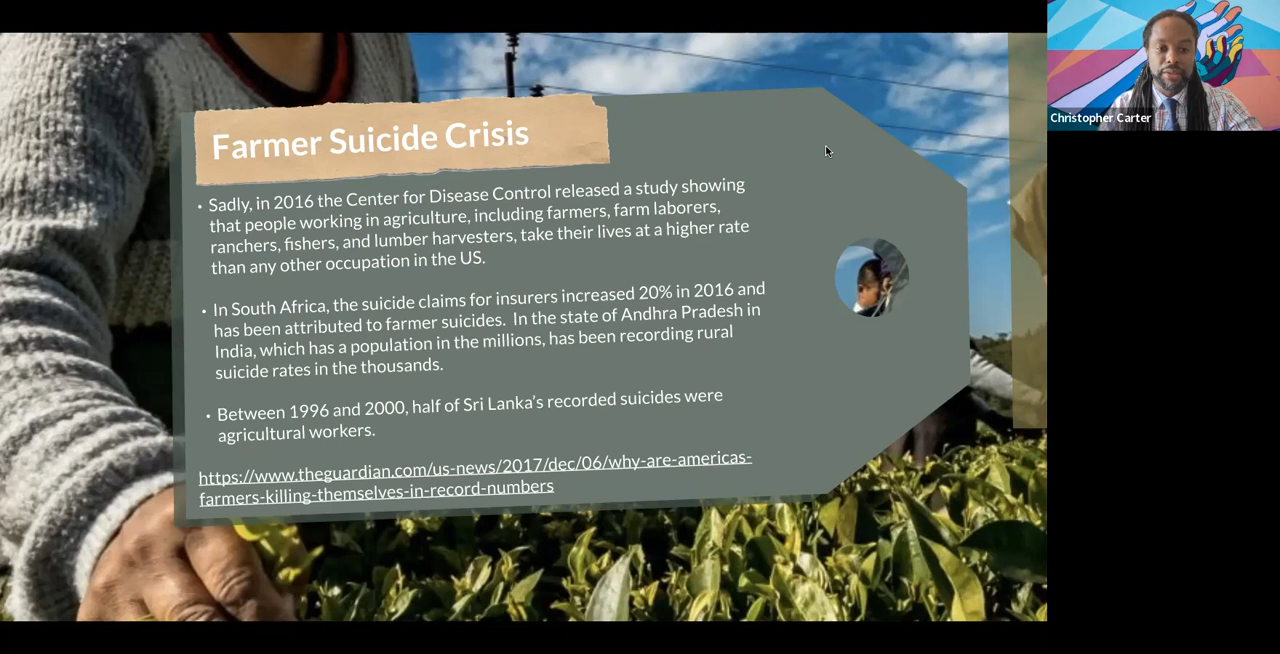 Farmer Suicide Crisis
• Sadly, in 2016 the Center for Disease Control released a study showing
that people working in agriculture, including farmers, farm laborers,
ranchers, fishers, and lumber harvesters, take their lives at a higher rate
than any other occupation in the US.
• In South Africa, the suicide claims for insurers increased 20% in 2016 and
has been attributed to farmer suicides.  In the state of Andhra Pradesh in
India, which has a population in the millions, has been recording rural
suicide rates in the thousands.
• Between 1996 and 2000, half of Sri Lanka’s recorded suicides were
agricultural workers.
https://www.theguardian.com/us-news/2017/dec/06/why-are-americas-
farmers-killing-themselves-in-record-numbers
Christopher Carter